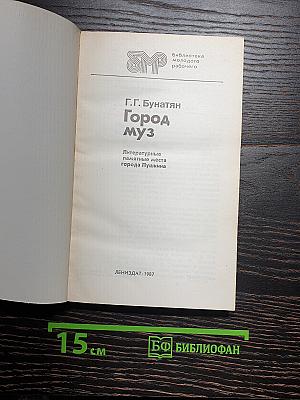 БМР
библиотека
молодого
рабочего
Г. Г. Бунатян
Город
муз
Литературные
памятные места
города Пушкина
ЛЕНИЗДАТ·1987
15 см
БФ БИБЛИОФАН